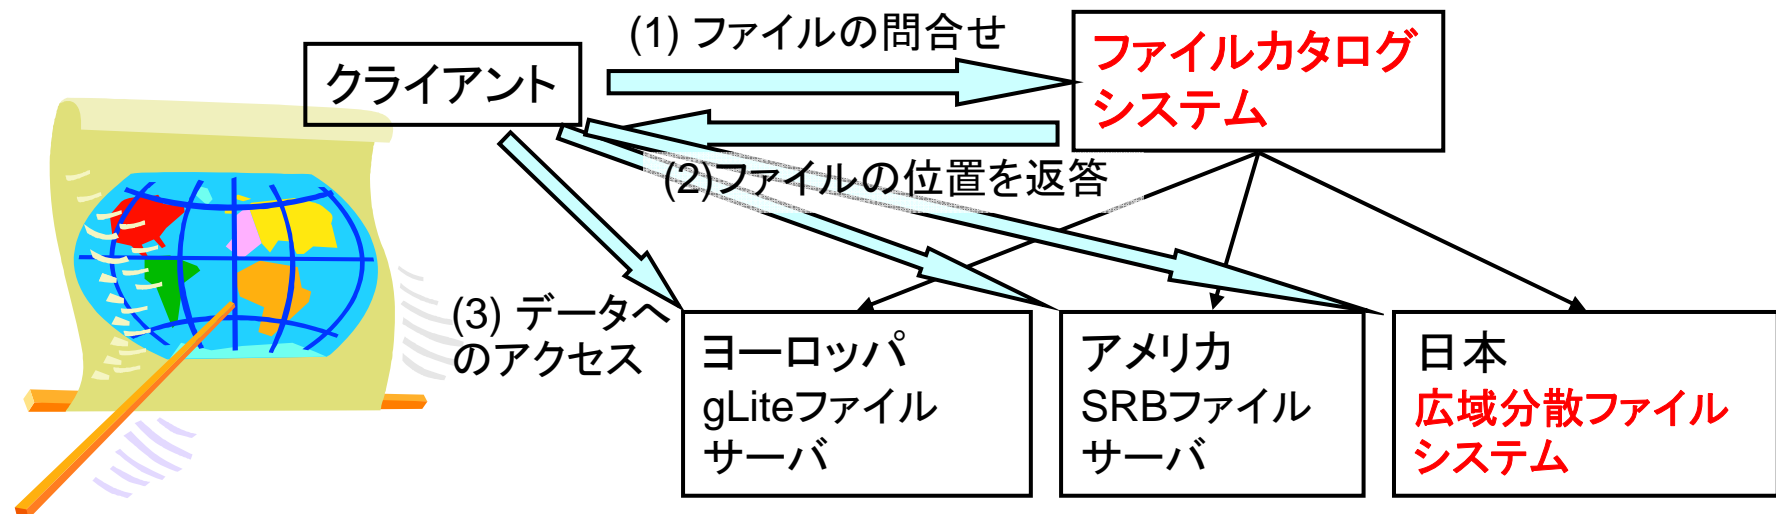 (1) ファイルの問合せ
クライアント
ファイルカタログ
システム
(2)ファイルの位置を返答
(3) データへ
のアクセス
ヨーロッパ
gLiteファイル
サーバ
アメリカ
SRBファイル
サーバ
日本
広域分散ファイル
システム